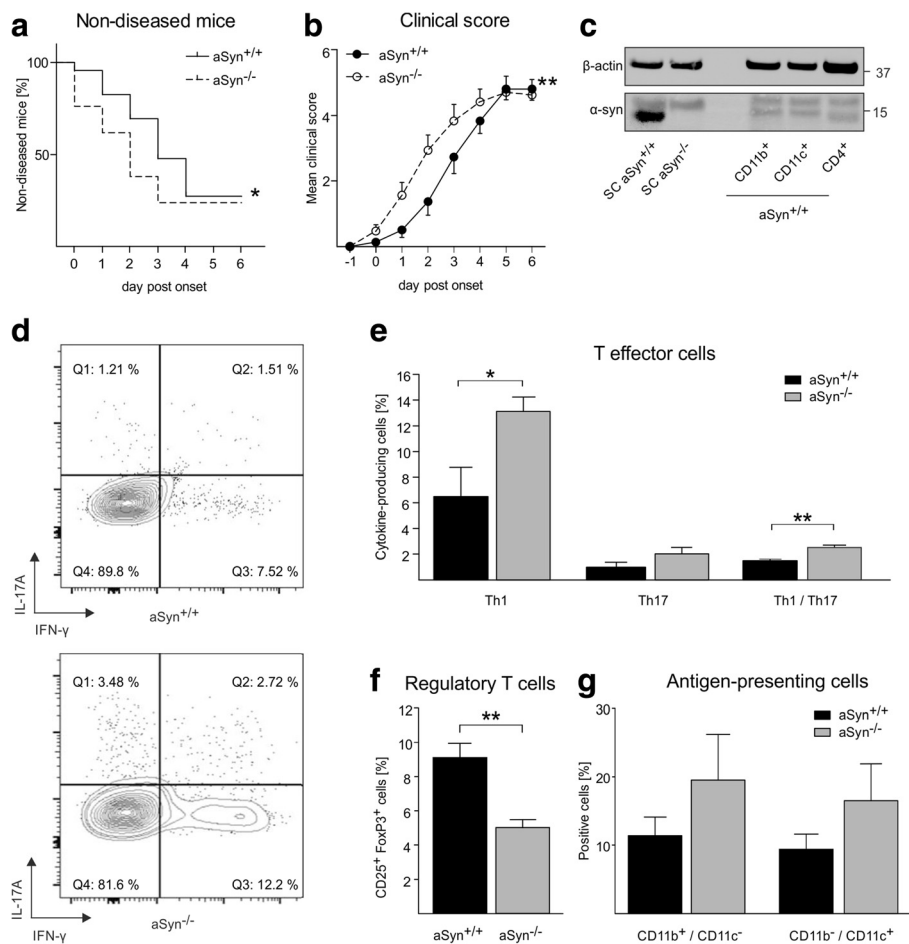 a
Non-diseased mice
aSyn+/+
aSyn-/-
Non-diseased mice [%]
100
50
*
0 1 2 3 4 5 6
day post onset
b
Clinical score
aSyn+/+
aSyn-/-
Mean clinical score
6
4
2
**
-1 0 1 2 3 4 5 6
day post onset
c
β-actin
37
α-syn
15
SC aSyn+/+
SC aSyn-/-
CD11b+
CD11c+
CD4+
aSyn+/+
d
Q1: 1.21 % Q2: 1.51 %
Q4: 89.8 % Q3: 7.52 %
IL-17A
IFN-γ
aSyn+/+
Q1: 3.48 % Q2: 2.72 %
Q4: 81.6 % Q3: 12.2 %
IL-17A
IFN-γ
aSyn-/-
e
T effector cells
aSyn+/+
aSyn-/-
Cytokine-producing cells [%]
16
14
12
10
8
6
4
2
*
**
Th1 Th17 Th1 / Th17
f
Regulatory T cells
CD25+ FoxP3+ cells [%]
12
10
8
6
4
2
**
aSyn+/+ aSyn-/-
g
Antigen-presenting cells
aSyn+/+
aSyn-/-
Positive cells [%]
30
20
10
CD11b+ / CD11c- CD11b- / CD11c+